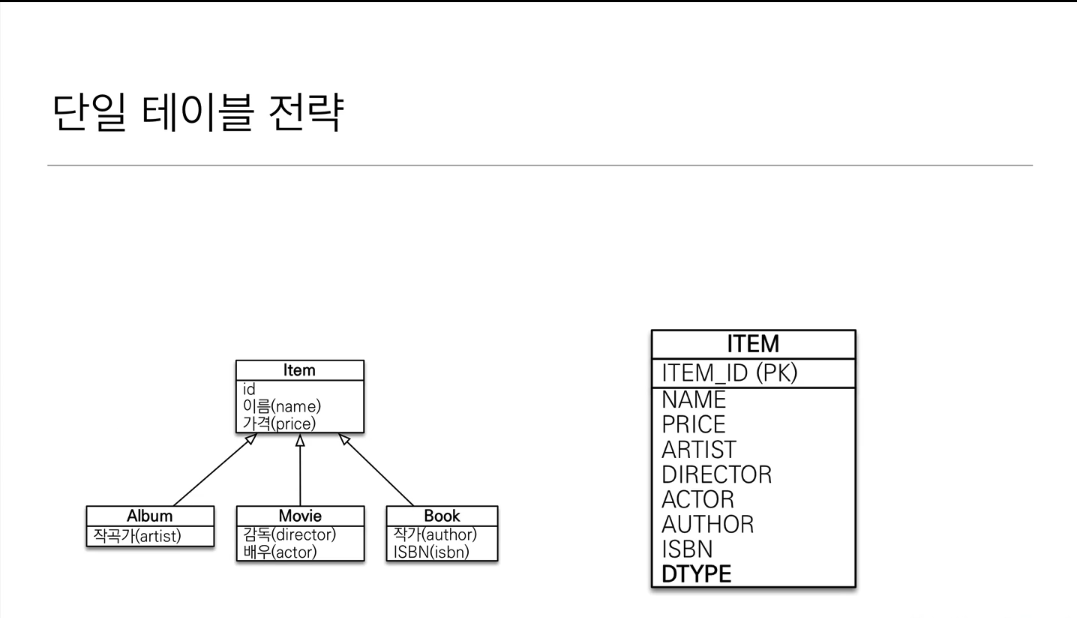 단일 테이블 전략
Item
id
이름(name)
가격(price)
Album
작곡가(artist)
Movie
감독(director)
배우(actor)
Book
작가(author)
ISBN(isbn)
ITEM
ITEM_ID (PK)
NAME
PRICE
ARTIST
DIRECTOR
ACTOR
AUTHOR
ISBN
DTYPE